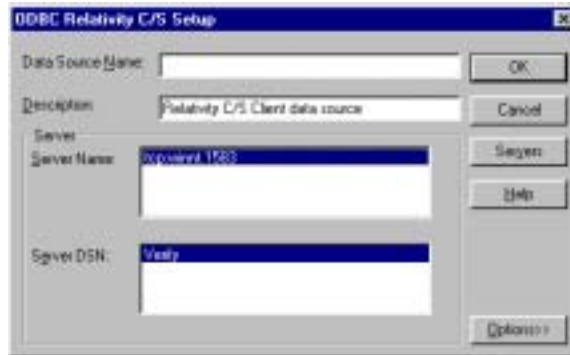 ODBC Relativity C/S Setup
Data Source Name:
OK
Description:
Relativity C/S Client data source
Cancel
Server
Server Name:
Servers
Help
Server DSN:
Verify
Options>>